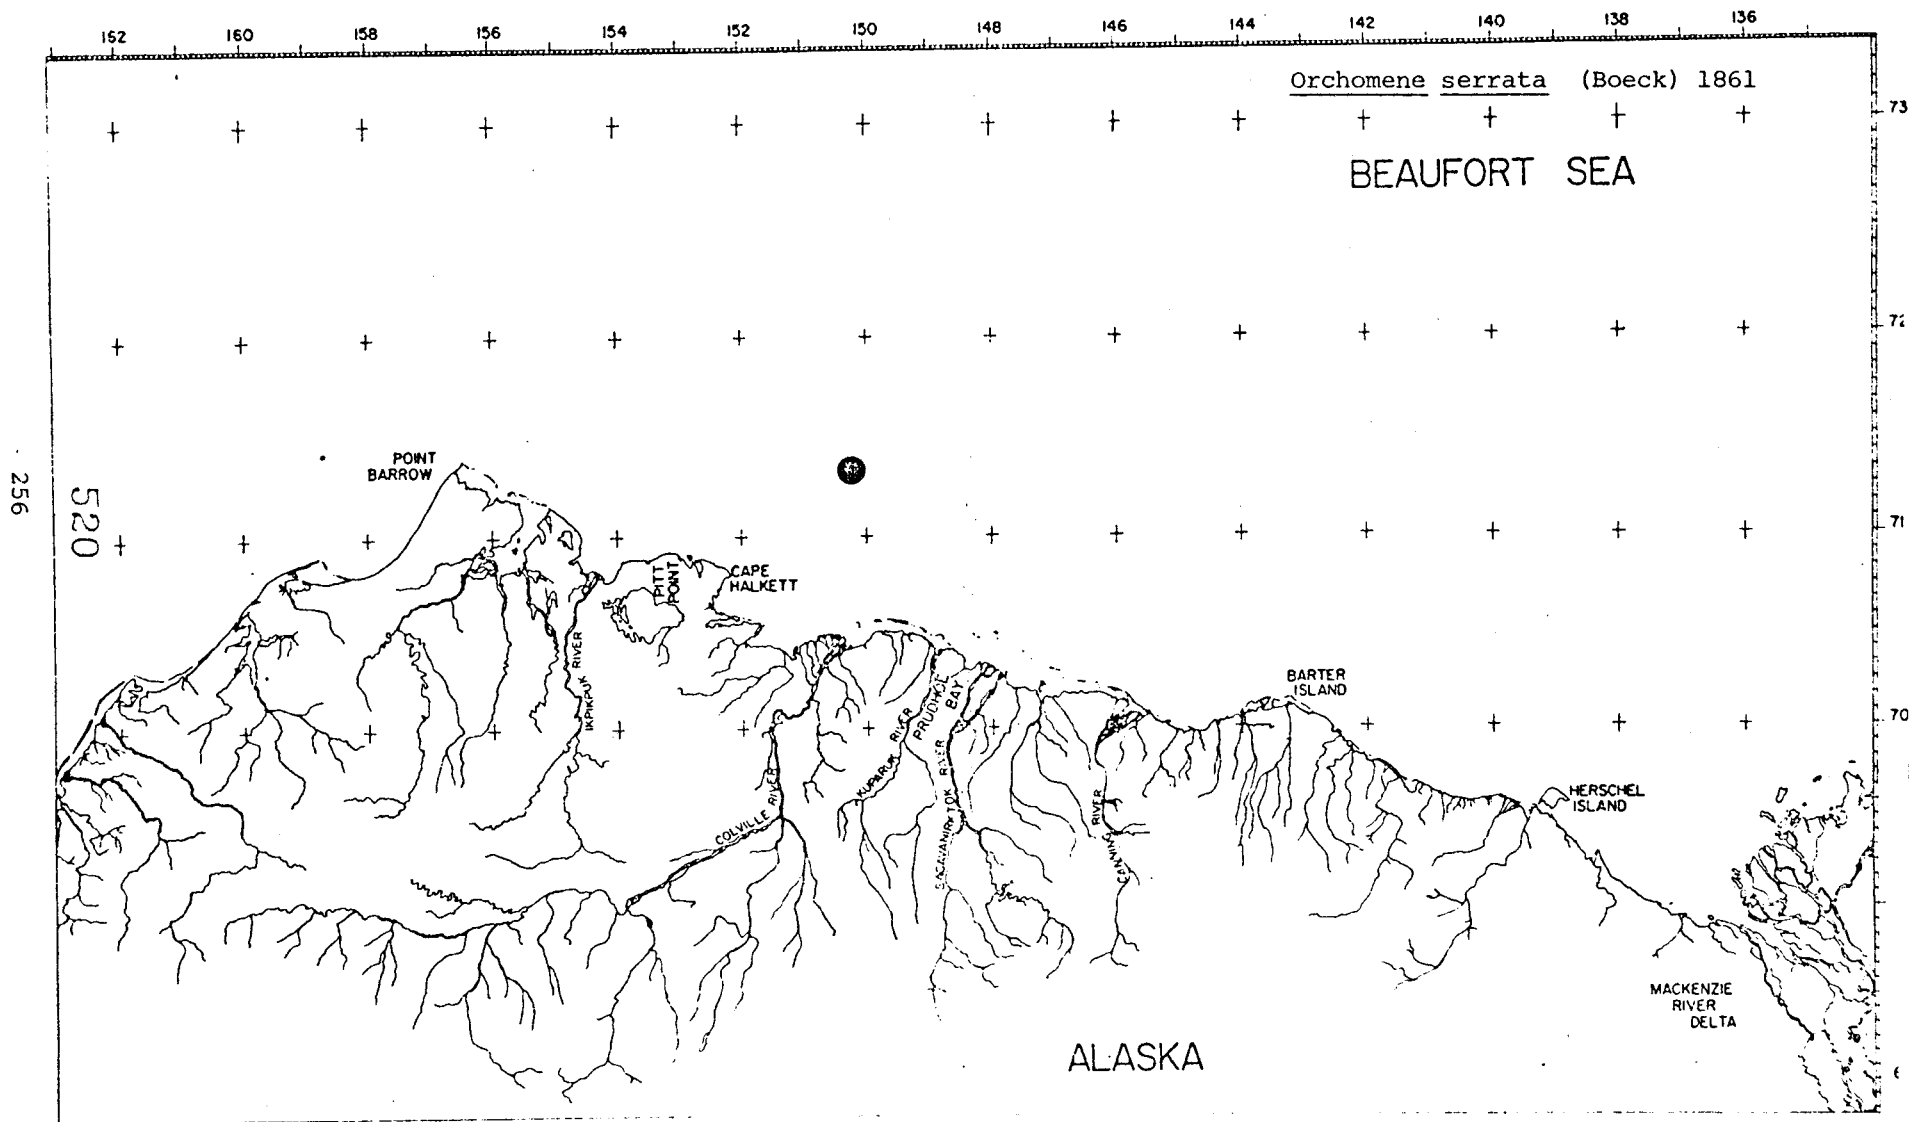 162 160 158 156 154 152 150 148 146 144 142 140 138 136
Orchomene serrata (Boeck) 1861
73
BEAUFORT SEA
72
POINT
BARROW
256
520
71
PITT
POINT
CAPE
HALKETT
IKPIKPUK RIVER
BARTER
ISLAND
PRUDHOE
BAY
70
KUPARUK RIVER
COLVILLE RIVER
RIVER
CANNING RIVER
HERSCHEL
ISLAND
MACKENZIE
RIVER
DELTA
ALASKA